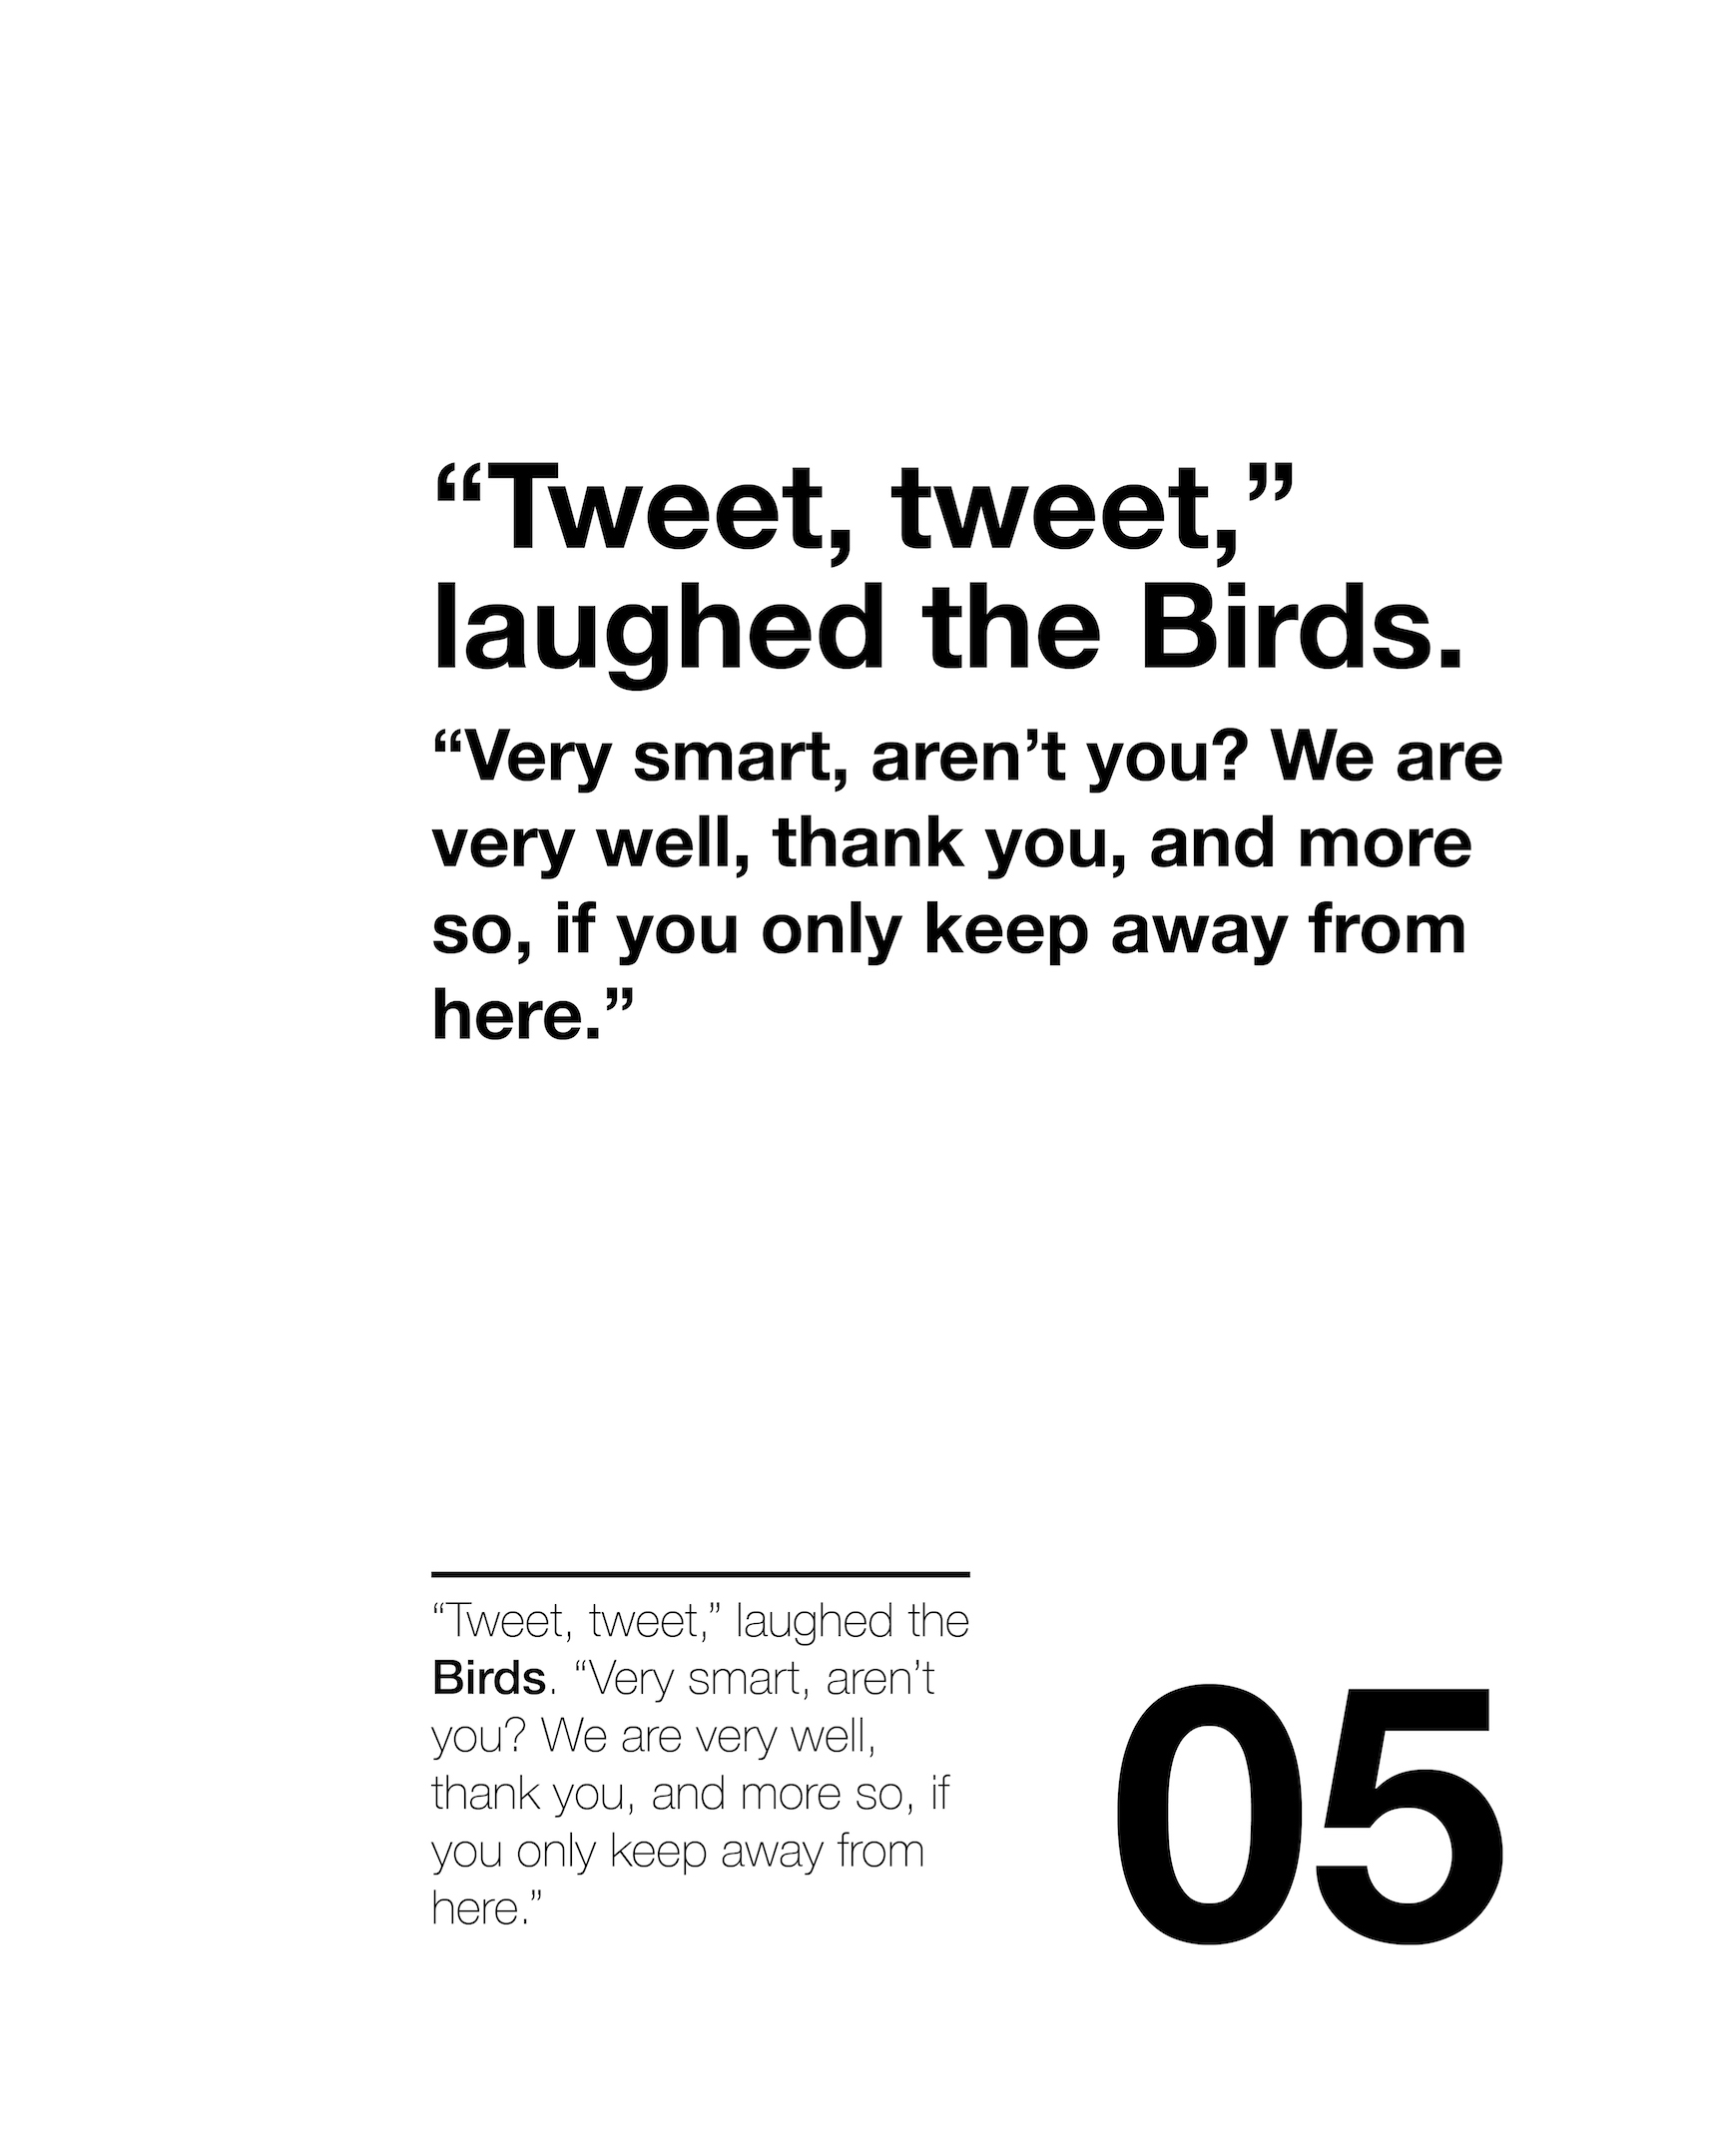 “Tweet, tweet,”
laughed the Birds.
“Very smart, aren’t you? We are
very well, thank you, and more
so, if you only keep away from
here.”
“Tweet, tweet,” laughed the
Birds. “Very smart, aren’t
you? We are very well,
thank you, and more so, if
you only keep away from
here.”
05